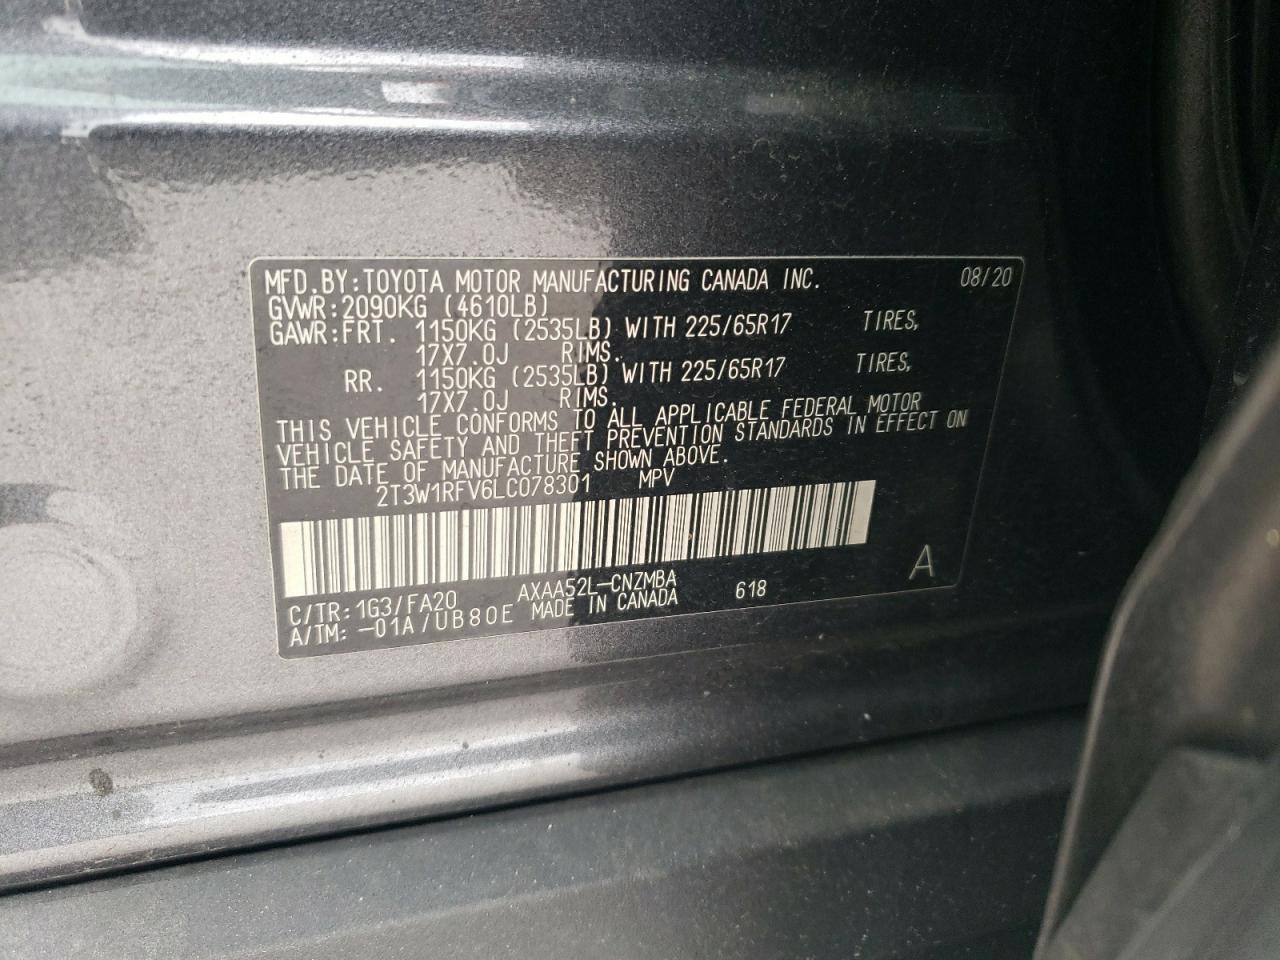 MFD.BY:TOYOTA MOTOR MANUFACTURING CANADA INC. 08/20
GVWR:2090KG (4610LB)
GAWR:FRT. 1150KG (2535LB) WITH 225/65R17 TIRES,
17X7.0J RIMS.
RR. 1150KG (2535LB) WITH 225/65R17 TIRES,
17X7.0J RIMS.
THIS VEHICLE CONFORMS TO ALL APPLICABLE FEDERAL MOTOR
VEHICLE SAFETY AND THEFT PREVENTION STANDARDS IN EFFECT ON
THE DATE OF MANUFACTURE SHOWN ABOVE.
2T3W1RFV6LC078301 MPV
A
C/TR:1G3/FA20 AXAA52L-CNZMBA 618
A/TM:-01A/UB80E MADE IN CANADA